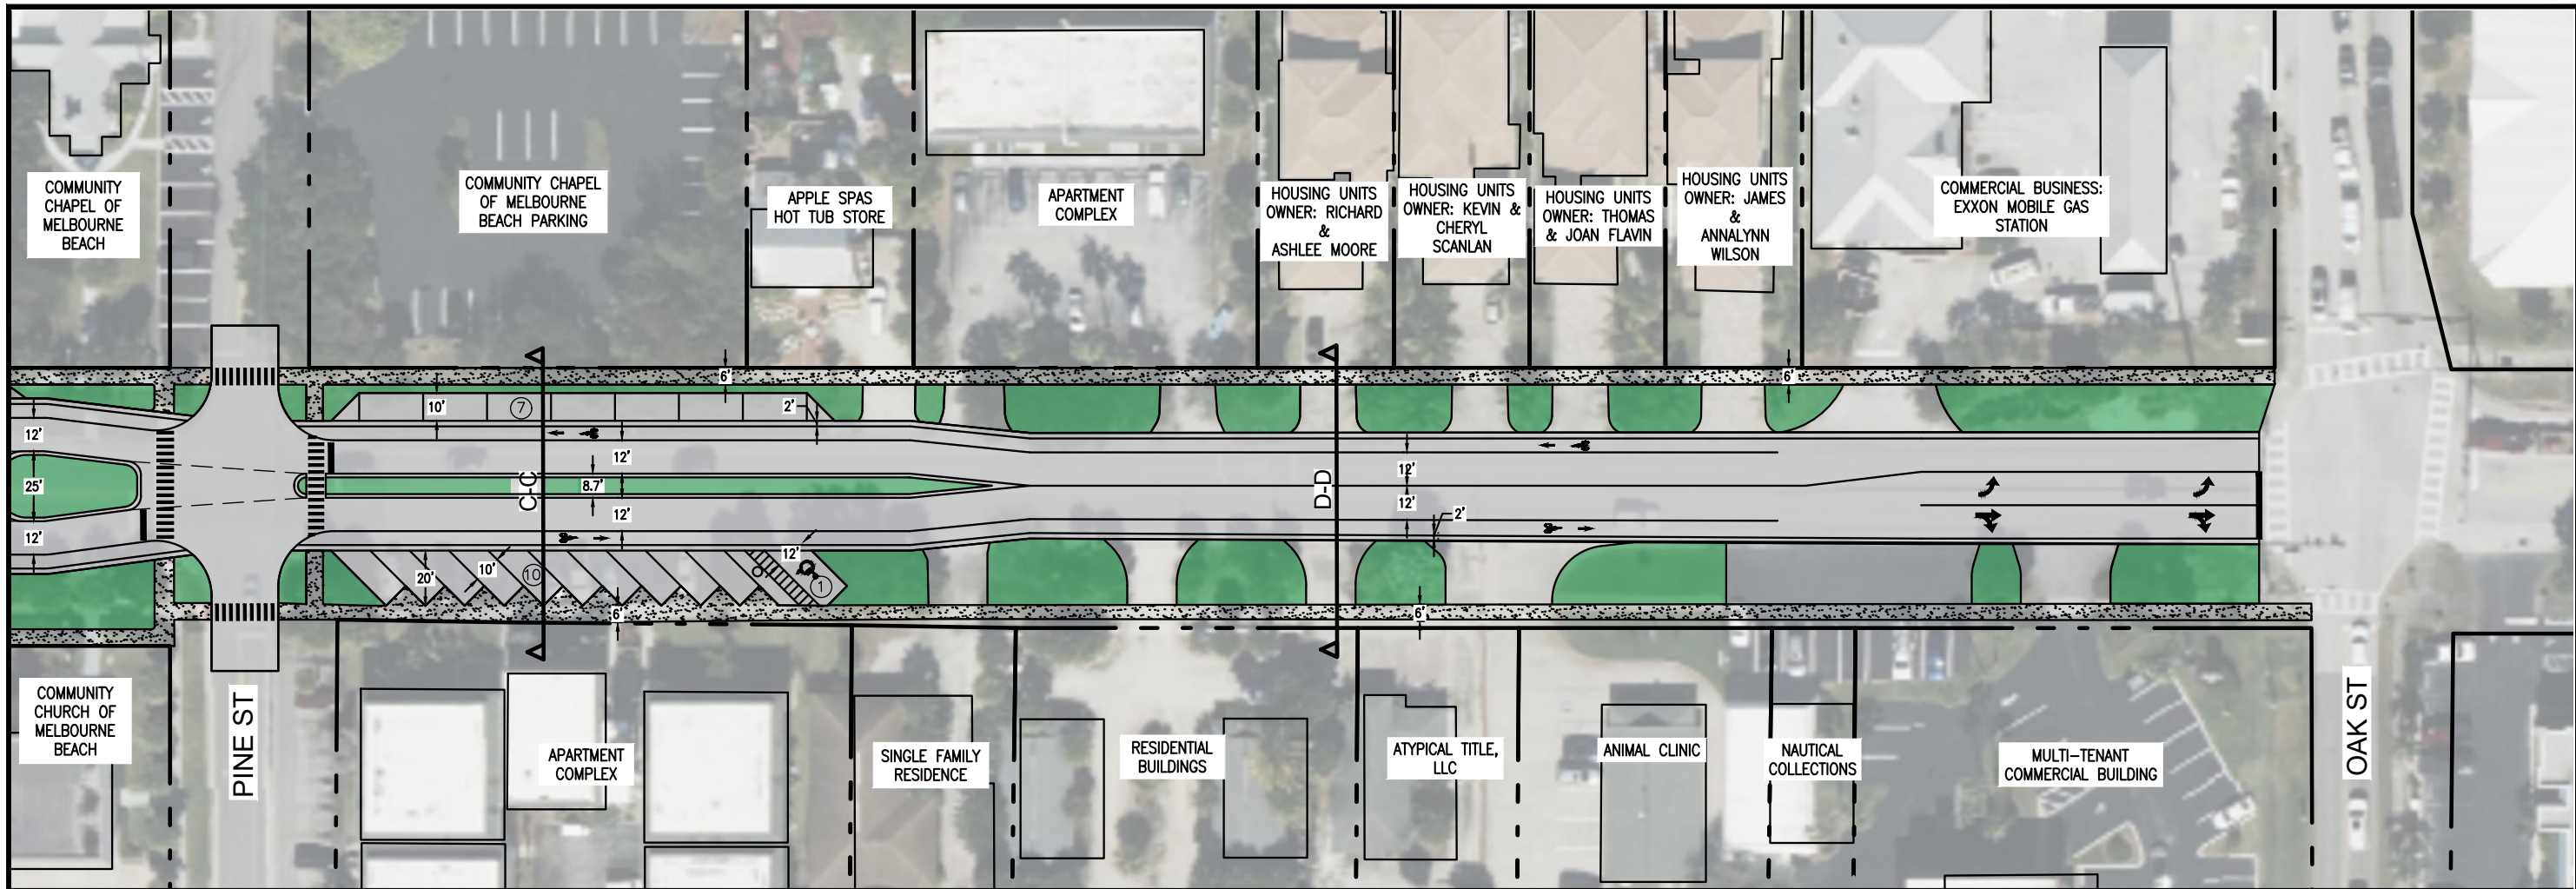 COMMUNITY
CHAPEL OF
MELBOURNE
BEACH
COMMUNITY CHAPEL
OF MELBOURNE
BEACH PARKING
APPLE SPAS
HOT TUB STORE
APARTMENT
COMPLEX
HOUSING UNITS
OWNER: RICHARD
&
ASHLEE MOORE
HOUSING UNITS
OWNER: KEVIN &
CHERYL
SCANLAN
HOUSING UNITS
OWNER: THOMAS
& JOAN FLAVIN
HOUSING UNITS
OWNER: JAMES
&
ANNALYNN
WILSON
COMMERCIAL BUSINESS:
EXXON MOBILE GAS
STATION
6'
6'
10'
7
2'
12'
12'
C-C
8.7'
25'
12'
12'
D-D
12'
12'
2'
12'
20'
10'
10
1
6'
6'
COMMUNITY
CHURCH OF
MELBOURNE
BEACH
PINE ST
APARTMENT
COMPLEX
SINGLE FAMILY
RESIDENCE
RESIDENTIAL
BUILDINGS
ATYPICAL TITLE,
LLC
ANIMAL CLINIC
NAUTICAL
COLLECTIONS
MULTI-TENANT
COMMERCIAL BUILDING
OAK ST